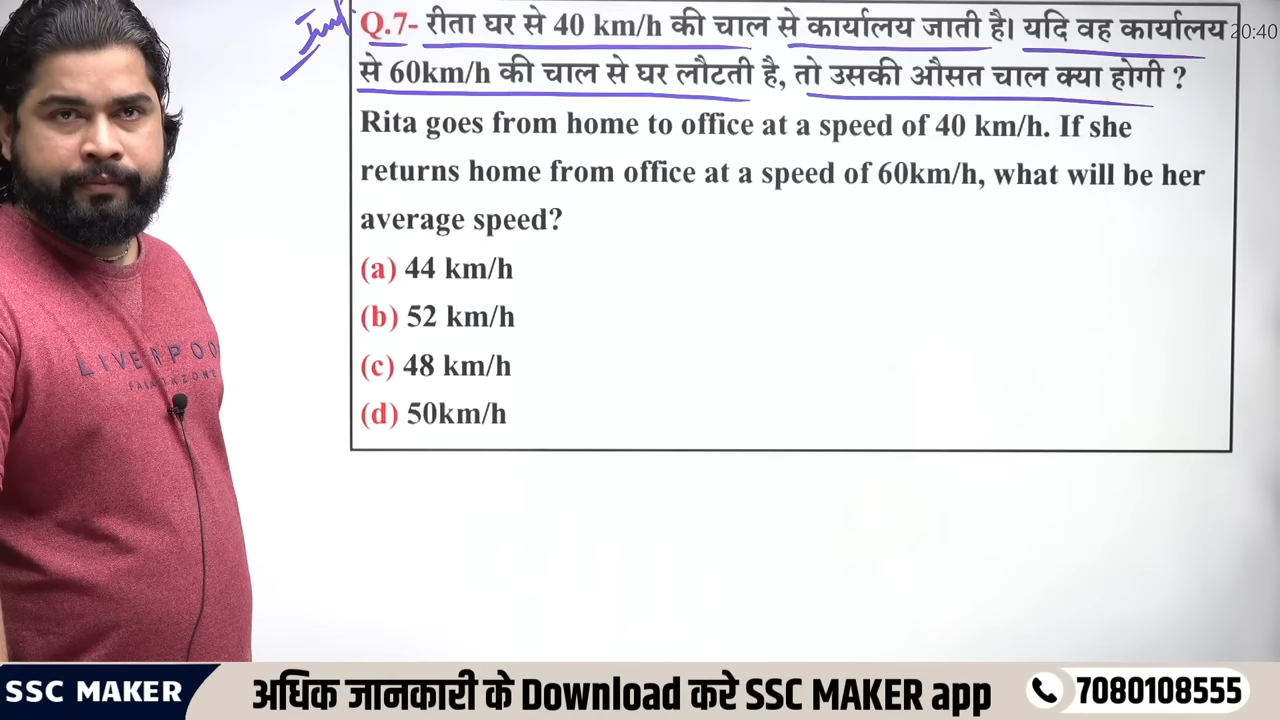 Q.7- रीता घर से 40 km/h की चाल से कार्यालय जाती है। यदि वह कार्यालय
20:40
से 60km/h की चाल से घर लौटती है, तो उसकी औसत चाल क्या होगी ?
Rita goes from home to office at a speed of 40 km/h. If she
returns home from office at a speed of 60km/h, what will be her
average speed?
(a) 44 km/h
(b) 52 km/h
(c) 48 km/h
(d) 50km/h
LIVERPOO
SSC MAKER
अधिक जानकारी के Download करे SSC MAKER app
7080108555